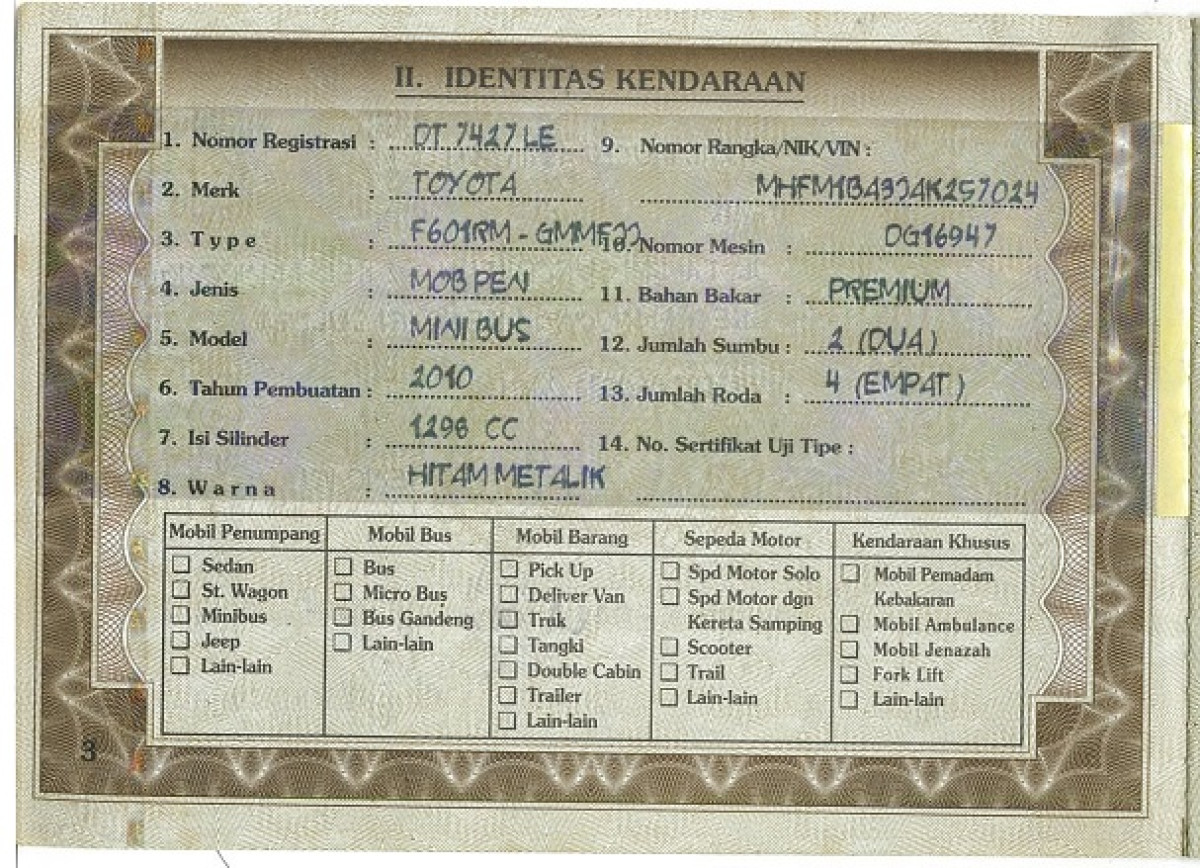 II. IDENTITAS KENDARAAN
1. Nomor Registrasi : DT 7427 LE
2. Merk : TOYOTA
3. Type : F601RM - GMMFJJ
4. Jenis : MOB PEN
5. Model : MINI BUS
6. Tahun Pembuatan : 2010
7. Isi Silinder : 1298 CC
8. Warna : HITAM METALIK
9. Nomor Rangka/NIK/VIN :
MHFM1BA3JAK257024
10. Nomor Mesin : DG16947
11. Bahan Bakar : PREMIUM
12. Jumlah Sumbu : 2 (DUA)
13. Jumlah Roda : 4 (EMPAT)
14. No. Sertifikat Uji Tipe :
Mobil Penumpang
Sedan
St. Wagon
Minibus
Jeep
Lain-lain
Mobil Bus
Bus
Micro Bus
Bus Gandeng
Lain-lain
Mobil Barang
Pick Up
Deliver Van
Truk
Tangki
Double Cabin
Trailer
Lain-lain
Sepeda Motor
Spd Motor Solo
Spd Motor dgn
Kereta Samping
Scooter
Trail
Lain-lain
Kendaraan Khusus
Mobil Pemadam
Kebakaran
Mobil Ambulance
Mobil Jenazah
Fork Lift
Lain-lain
3